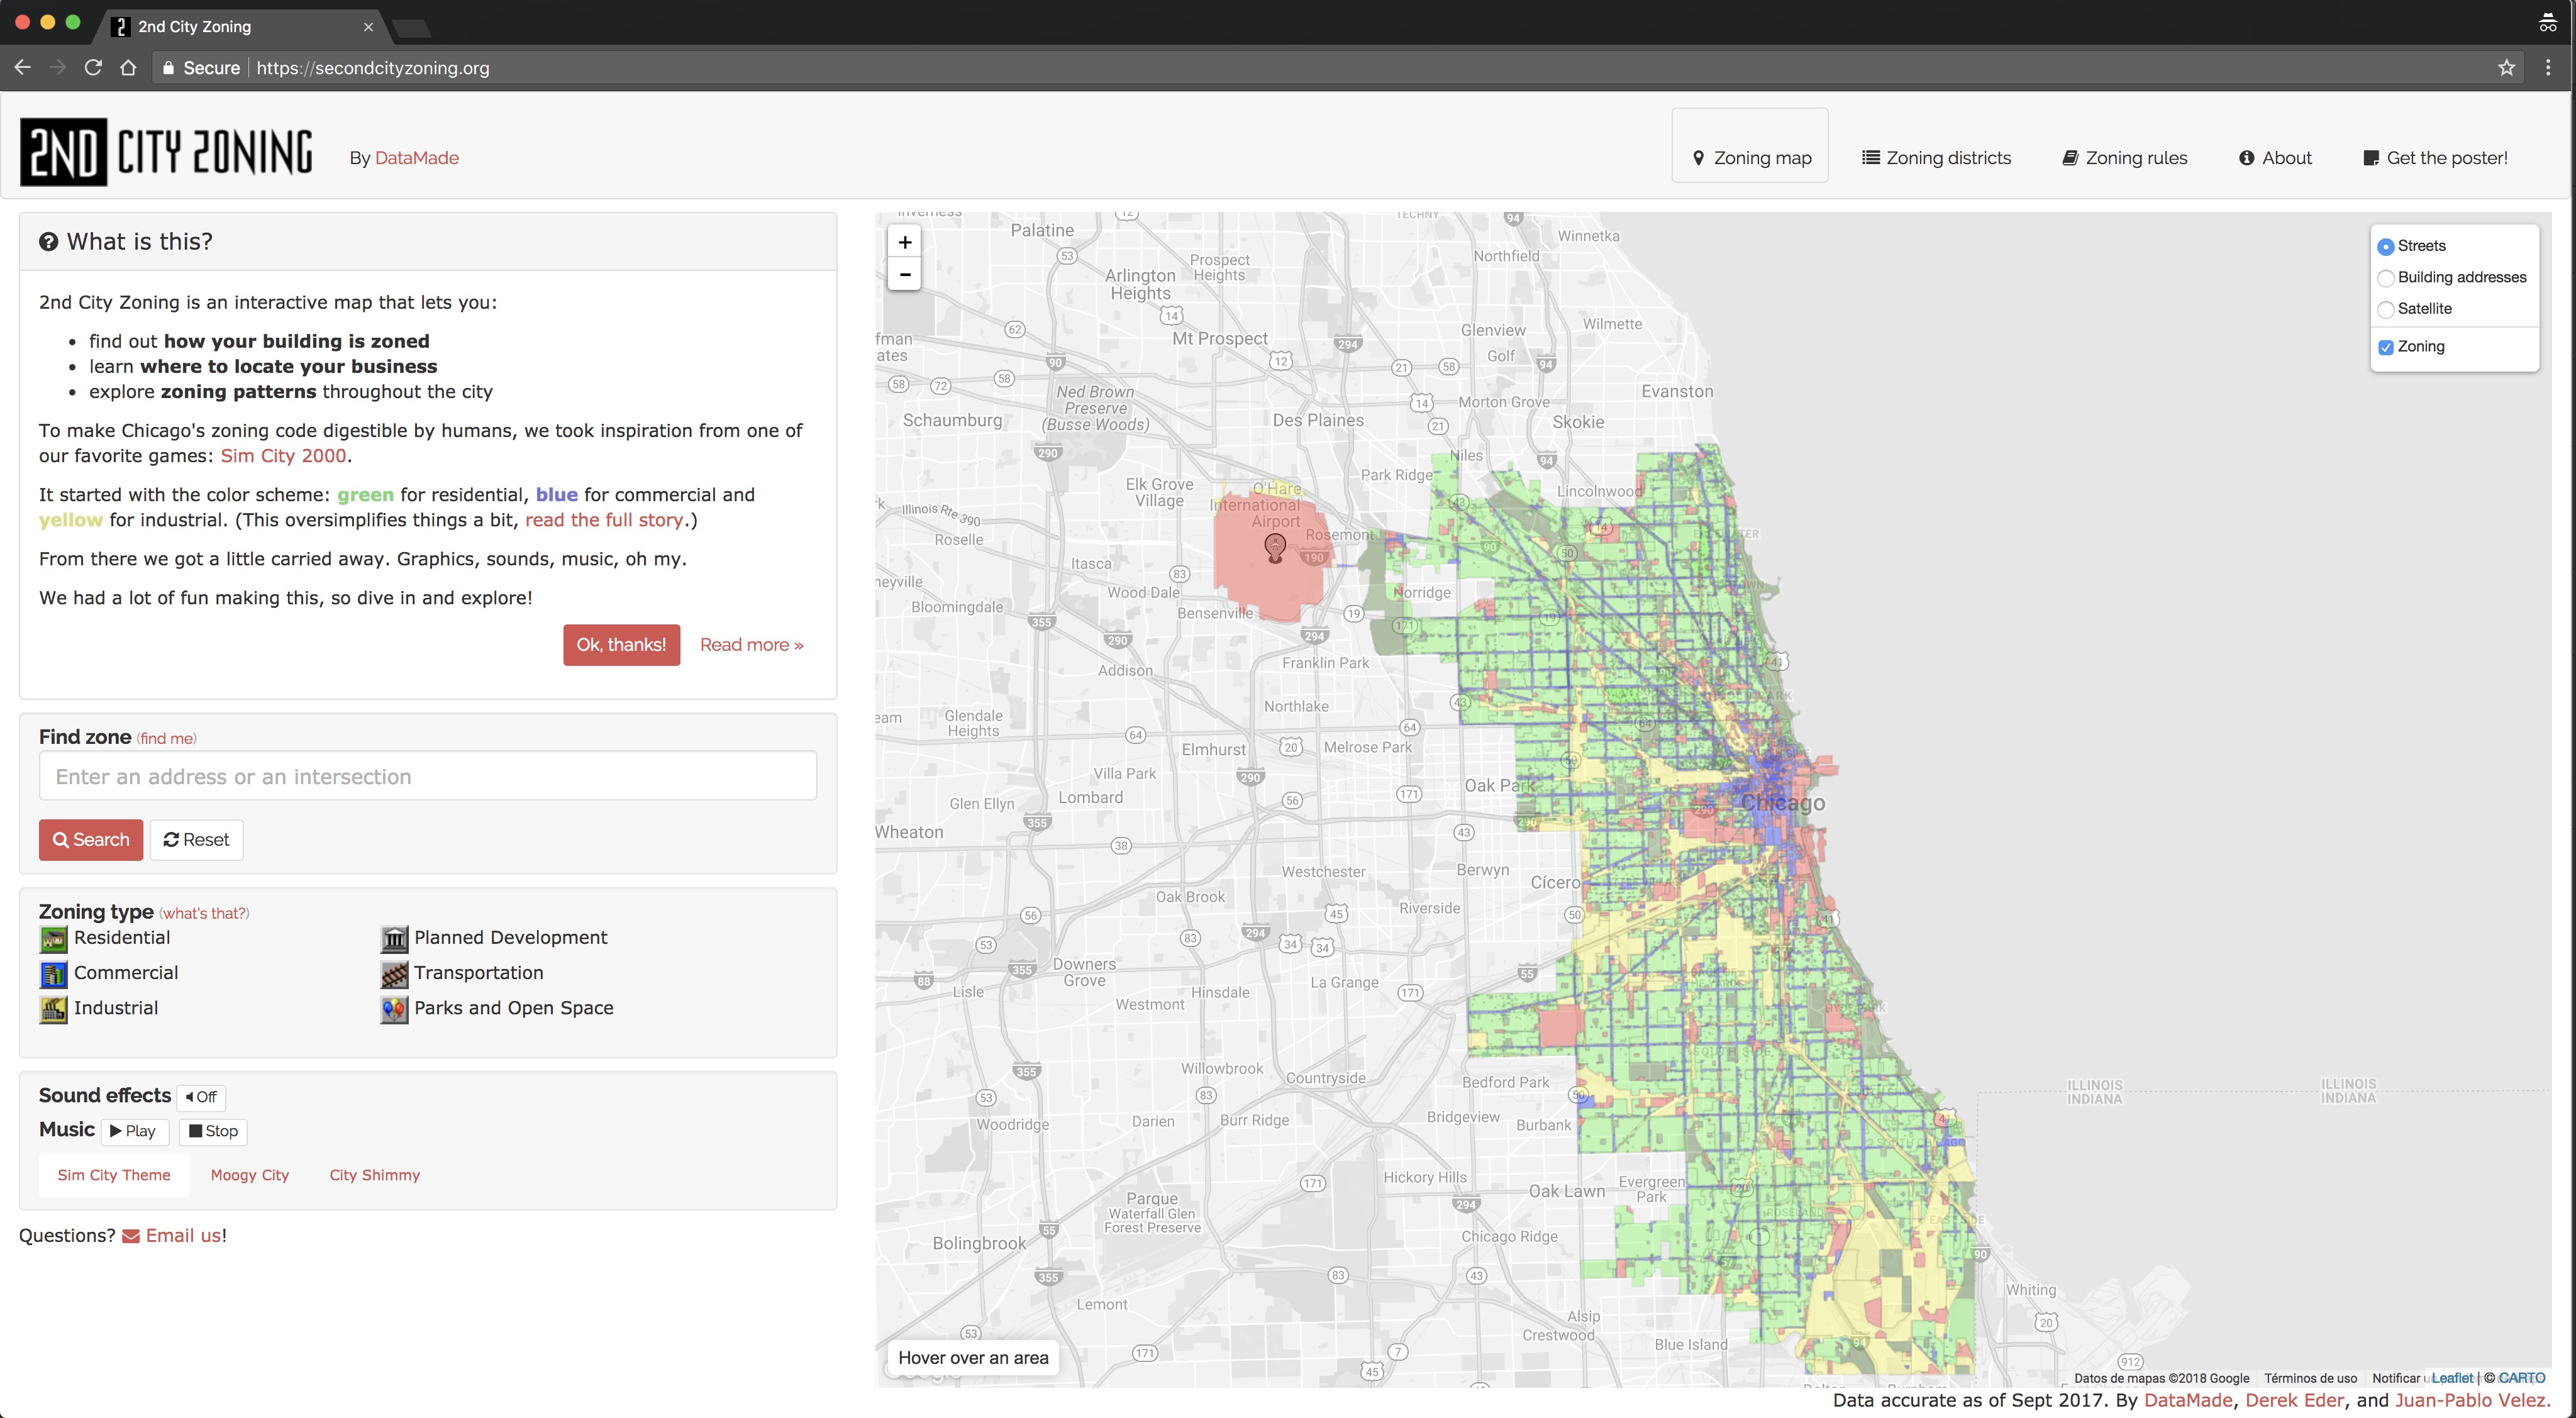 2nd City Zoning
Secure https://secondcityzoning.org
2ND CITY ZONING
By DataMade
Zoning map
Zoning districts
Zoning rules
About
Get the poster!
What is this?
2nd City Zoning is an interactive map that lets you:
find out how your building is zoned
learn where to locate your business
explore zoning patterns throughout the city
To make Chicago's zoning code digestible by humans, we took inspiration from one of
our favorite games: Sim City 2000.
It started with the color scheme: green for residential, blue for commercial and
yellow for industrial. (This oversimplifies things a bit, read the full story.)
From there we got a little carried away. Graphics, sounds, music, oh my.
We had a lot of fun making this, so dive in and explore!
Ok, thanks! Read more »
Find zone (find me)
Enter an address or an intersection
Search Reset
Zoning type (what's that?)
Residential Planned Development
Commercial Transportation
Industrial Parks and Open Space
Sound effects Off
Music Play Stop
Sim City Theme Moogy City City Shimmy
Questions? Email us!
+
-
Streets
Building addresses
Satellite
Zoning
Inverness
TECHNY
Palatine
Winnetka
Northfield
Arlington
Heights
Prospect
Heights
Glenview
Wilmette
Mt Prospect
Golf
Ned Brown
Preserve
(Busse Woods)
Evanston
Morton Grove
Schaumburg
Des Plaines
Skokie
Niles
Park Ridge
Lincolnwood
Elk Grove
Village
O'Hare
International
Airport
Illinois Rte 390
Roselle
Rosemont
Itasca
Wood Dale
Norridge
Bloomingdale
Bensenville
Addison
Franklin Park
Northlake
Glendale
Heights
Elmhurst
Melrose Park
Villa Park
Oak Park
Glen Ellyn
Lombard
Chicago
Wheaton
Westchester
Berwyn
Cícero
Oak Brook
Riverside
Downers
Grove
Lisle
Westmont
Hinsdale
La Grange
HYDE PARK
SOUTH SIDE
Willowbrook
Countryside
Bedford Park
ILLINOIS
INDIANA
ILLINOIS
INDIANA
Woodridge
Darien
Burr Ridge
Bridgeview
Burbank
Hickory Hills
Evergreen
Park
Oak Lawn
Parque
Waterfall Glen
Forest Preserve
ROSELAND
EAST SIDE
Bolingbrook
Chicago Ridge
Lemont
Whiting
Alsip
Crestwood
Blue Island
Hover over an area
Datos de mapas ©2018 Google Términos de uso Notificar Leaflet | © CARTO
Data accurate as of Sept 2017. By DataMade, Derek Eder, and Juan-Pablo Velez.